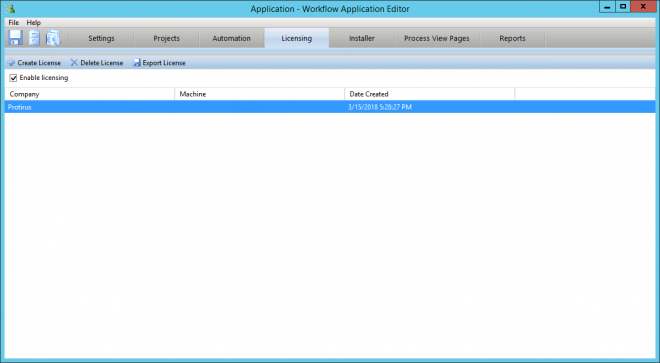 Application - Workflow Application Editor
File Help
Settings Projects Automation Licensing Installer Process View Pages Reports
Create License Delete License Export License
Enable licensing
Company Machine Date Created
Protirus 3/15/2018 5:28:27 PM